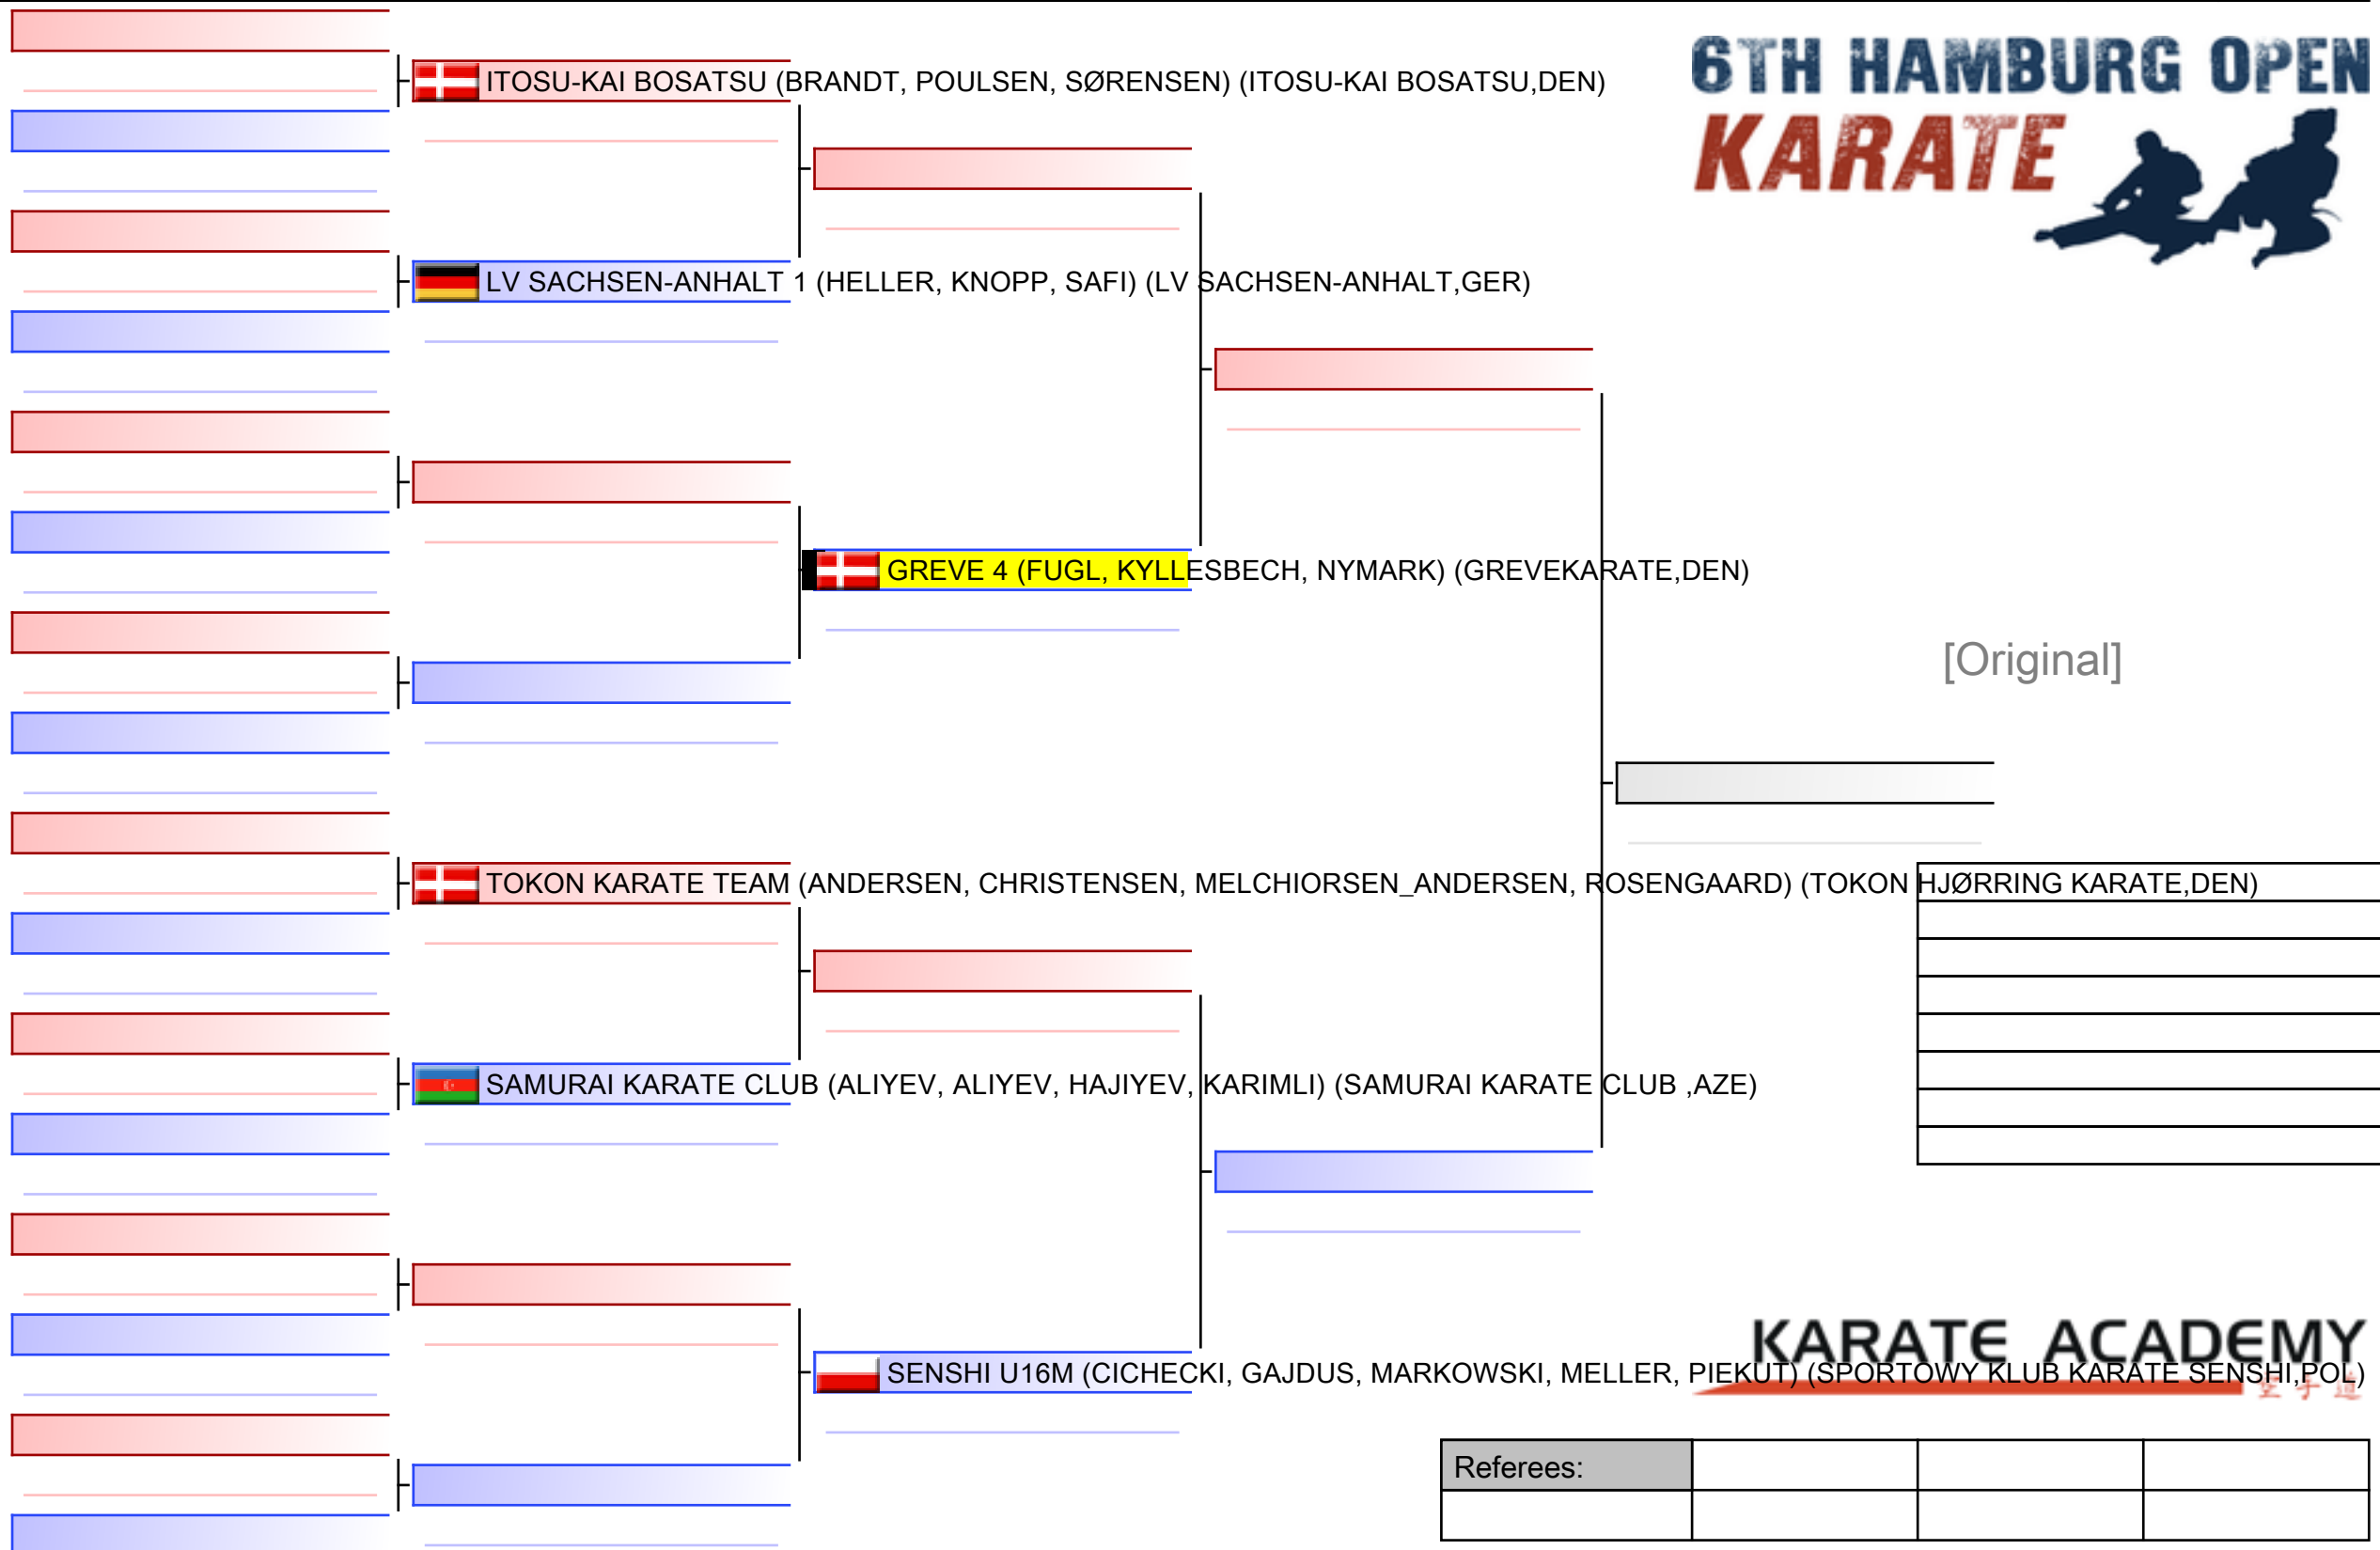 6TH HAMBURG OPEN
KARATE
ITOSU-KAI BOSATSU (BRANDT, POULSEN, SØRENSEN) (ITOSU-KAI BOSATSU,DEN)
LV SACHSEN-ANHALT 1 (HELLER, KNOPP, SAFI) (LV SACHSEN-ANHALT,GER)
GREVE 4 (FUGL, KYLLESBECH, NYMARK) (GREVEKARATE,DEN)
[Original]
TOKON KARATE TEAM (ANDERSEN, CHRISTENSEN, MELCHIORSEN_ANDERSEN, ROSENGAARD) (TOKON HJØRRING KARATE,DEN)
SAMURAI KARATE CLUB (ALIYEV, ALIYEV, HAJIYEV, KARIMLI) (SAMURAI KARATE CLUB ,AZE)
KARATE ACADEMY
SENSHI U16M (CICHECKI, GAJDUS, MARKOWSKI, MELLER, PIEKUT) (SPORTOWY KLUB KARATE SENSHI,POL)
空手道
Referees: